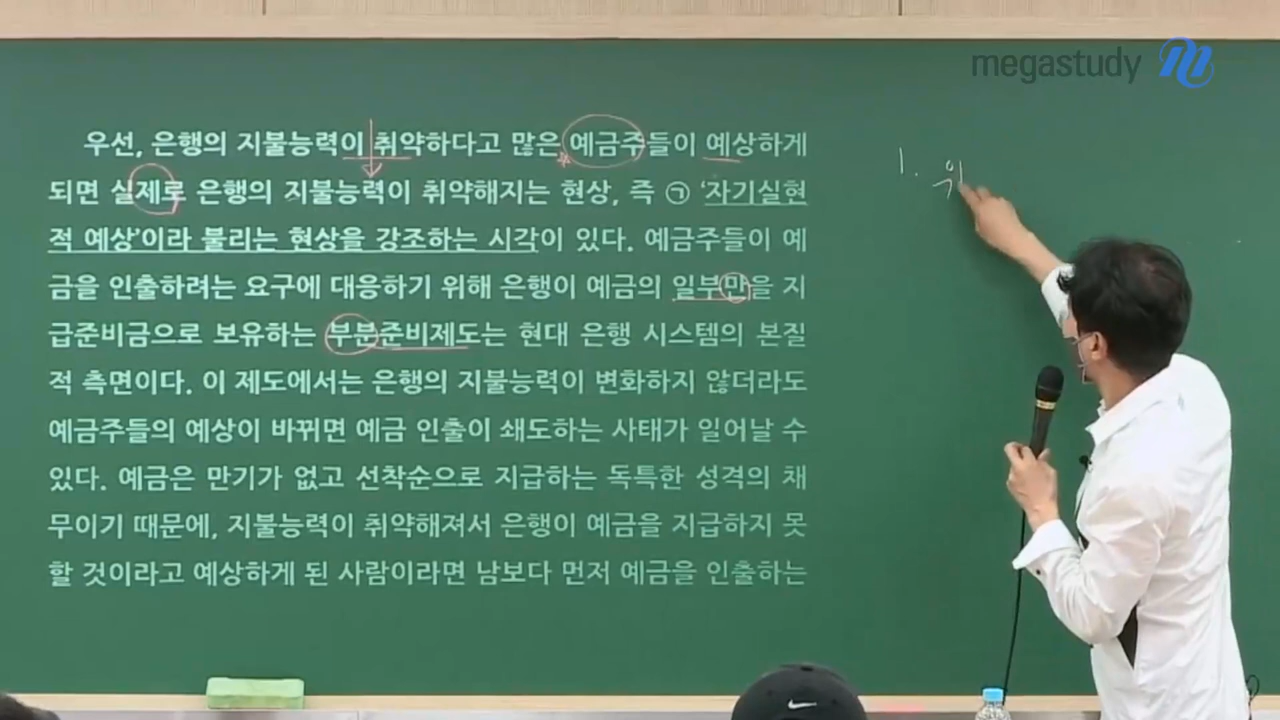 megastudy
우선, 은행의 지불능력이 취약하다고 많은 예금주들이 예상하게
되면 실제로 은행의 지불능력이 취약해지는 현상, 즉 ㉠ ‘자기실현
적 예상’이라 불리는 현상을 강조하는 시각이 있다. 예금주들이 예
금을 인출하려는 요구에 대응하기 위해 은행이 예금의 일부만을 지
급준비금으로 보유하는 부분준비제도는 현대 은행 시스템의 본질
적 측면이다. 이 제도에서는 은행의 지불능력이 변화하지 않더라도
예금주들의 예상이 바뀌면 예금 인출이 쇄도하는 사태가 일어날 수
있다. 예금은 만기가 없고 선착순으로 지급하는 독특한 성격의 채
무이기 때문에, 지불능력이 취약해져서 은행이 예금을 지급하지 못
할 것이라고 예상하게 된 사람이라면 남보다 먼저 예금을 인출하는
1.